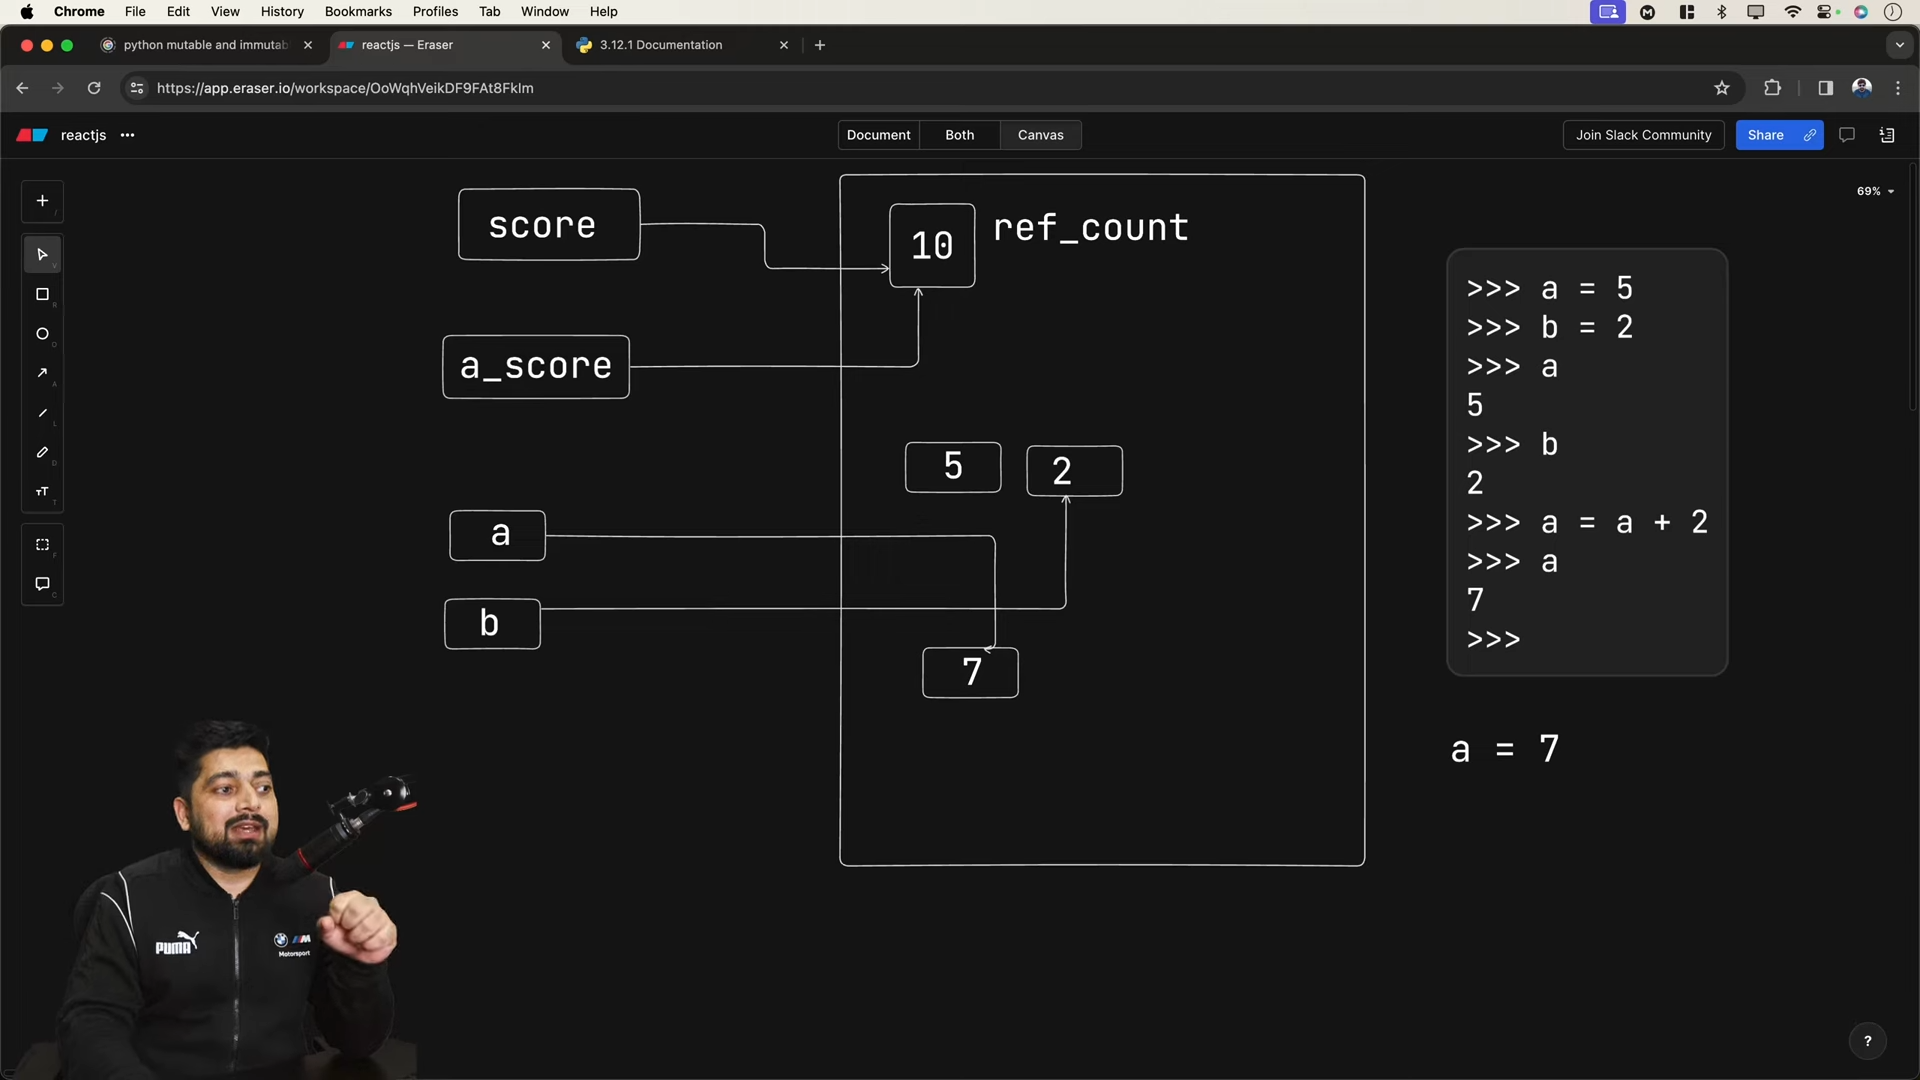 Chrome File Edit View History Bookmarks Profiles Tab Window Help
python mutable and immutab
reactjs — Eraser
3.12.1 Documentation
https://app.eraser.io/workspace/OoWqhVeikDF9FAt8FkIm
reactjs
Document Both Canvas
Join Slack Community
Share
69%
score
10
ref_count
a_score
5
2
a
b
7
>>> a = 5
>>> b = 2
>>> a
5
>>> b
2
>>> a = a + 2
>>> a
7
>>>
a = 7
PUMA
Motorsport
?